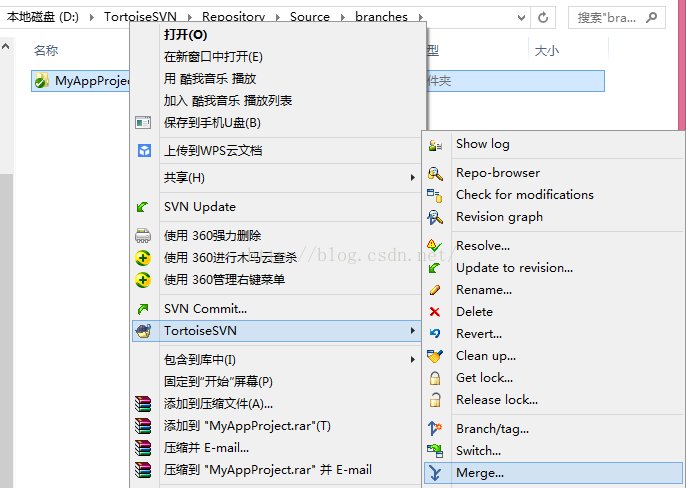 本地磁盘 (D:) TortoiseSVN Repository Source branches 搜索"bra...
名称 型 大小
MyAppProjec 件夹
打开(O)
在新窗口中打开(E)
用 酷我音乐 播放
加入 酷我音乐 播放列表
保存到手机U盘(B)
上传到WPS云文档
共享(H)
SVN Update
使用 360强力删除
使用 360进行木马云查杀
使用 360管理右键菜单
SVN Commit...
TortoiseSVN
包含到库中(I)
固定到“开始”屏幕(P)
添加到压缩文件(A)...
添加到 "MyAppProject.rar"(T)
压缩并 E-mail...
压缩到 "MyAppProject.rar" 并 E-mail
Show log
Repo-browser
Check for modifications
Revision graph
Resolve...
Update to revision...
Rename...
Delete
Revert...
Clean up...
Get lock...
Release lock...
Branch/tag...
Switch...
Merge...
http://blog.csdn.net/